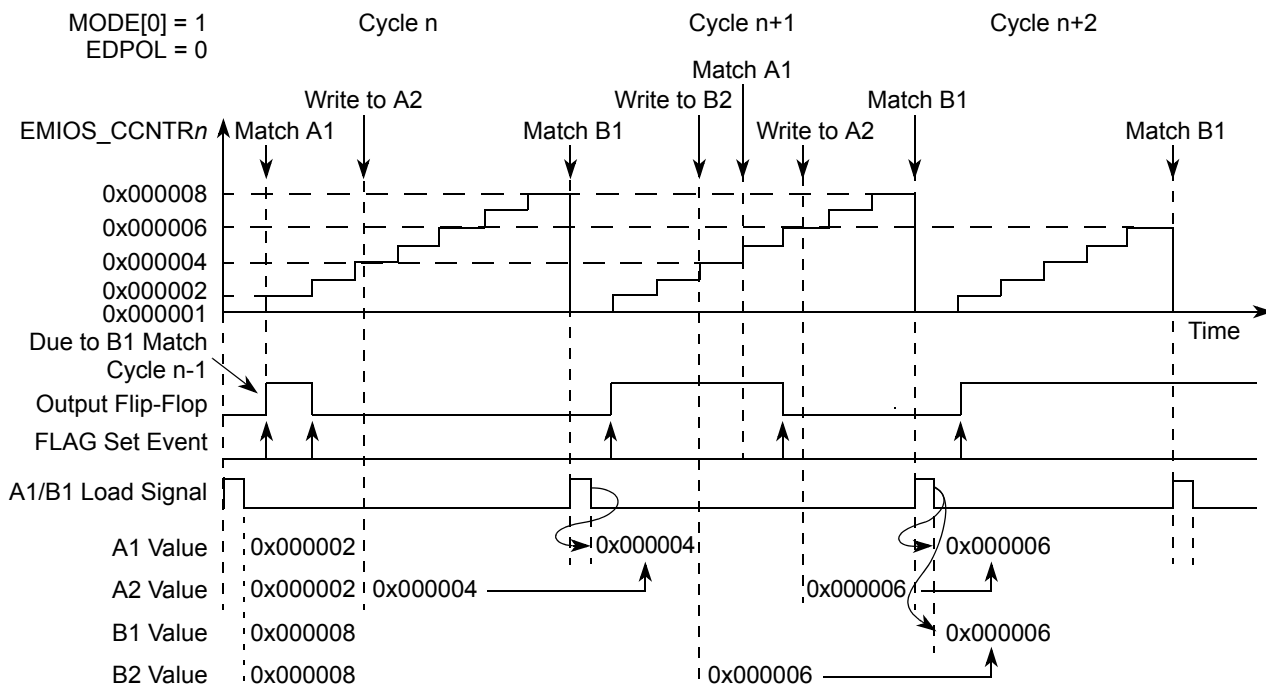 MODE[0] = 1
EDPOL = 0
Cycle n
Cycle n+1
Cycle n+2
Match A1
Write to A2
Write to B2
Match B1
EMIOS_CCNTRn
Match A1
Match B1
Write to A2
Match B1
0x000008
0x000006
0x000004
0x000002
0x000001
Time
Due to B1 Match
Cycle n-1
Output Flip-Flop
FLAG Set Event
A1/B1 Load Signal
A1 Value 0x000002 0x000004 0x000006
A2 Value 0x000002 0x000004 0x000006
B1 Value 0x000008 0x000006
B2 Value 0x000008 0x000006